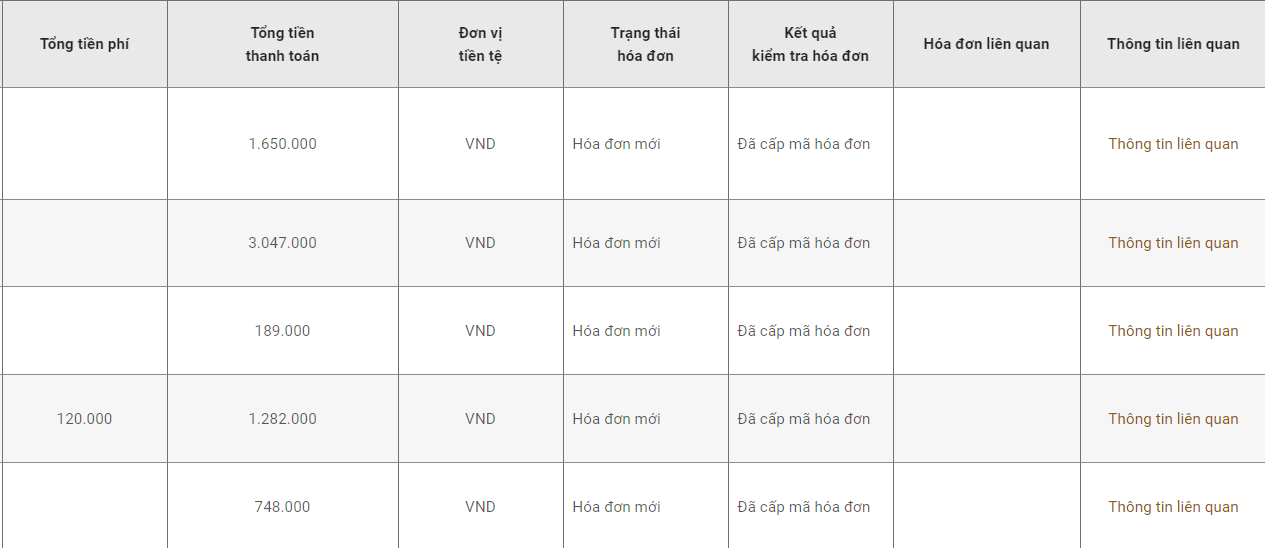 Tổng tiền phí
Tổng tiền
thanh toán
Đơn vị
tiền tệ
Trạng thái
hóa đơn
Kết quả
kiểm tra hóa đơn
Hóa đơn liên quan
Thông tin liên quan
1.650.000 VND Hóa đơn mới Đã cấp mã hóa đơn Thông tin liên quan
3.047.000 VND Hóa đơn mới Đã cấp mã hóa đơn Thông tin liên quan
189.000 VND Hóa đơn mới Đã cấp mã hóa đơn Thông tin liên quan
120.000 1.282.000 VND Hóa đơn mới Đã cấp mã hóa đơn Thông tin liên quan
748.000 VND Hóa đơn mới Đã cấp mã hóa đơn Thông tin liên quan